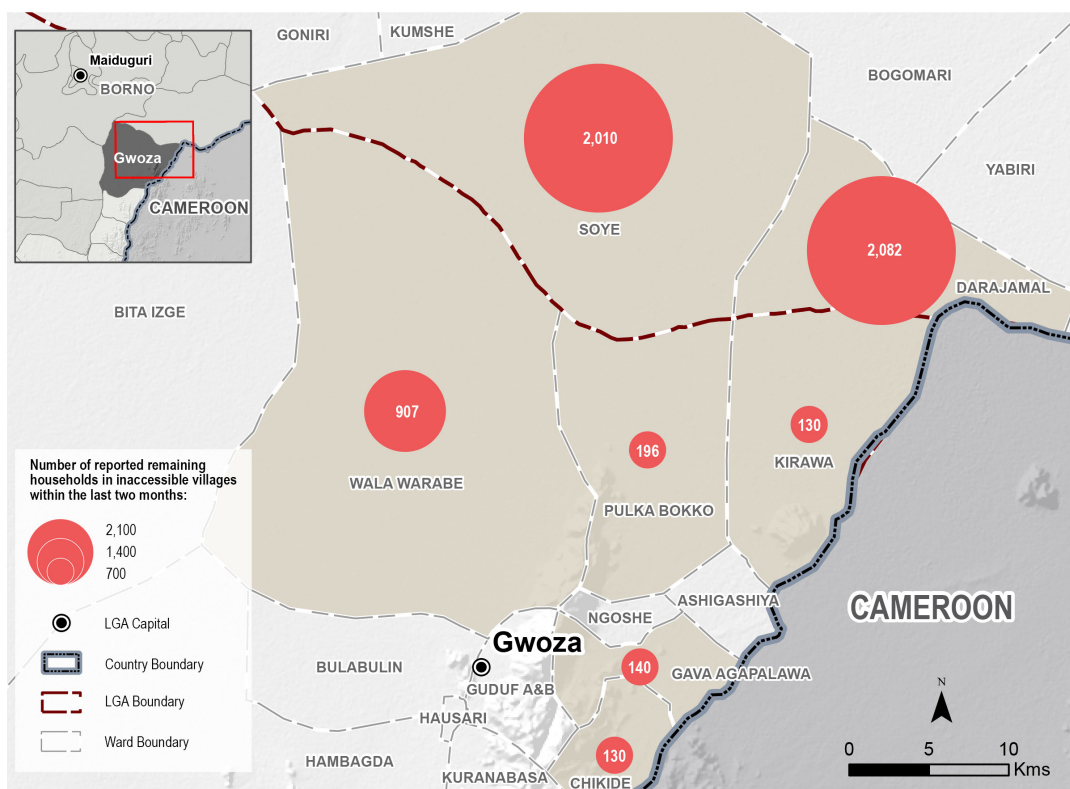 GONIRI
KUMSHE
BOGOMARI
Maiduguri
BORNO
Gwoza
CAMEROON
2,010
SOYE
YABIRI
2,082
DARAJAMAL
BITA IZGE
907
WALA WARABE
196
PULKA BOKKO
130
KIRAWA
Number of reported remaining
households in inaccessible villages
within the last two months:
2,100
1,400
700
LGA Capital
Country Boundary
LGA Boundary
Ward Boundary
NGOSHE
ASHIGASHIYA
CAMEROON
Gwoza
BULABULIN
GUDUF A&B
140
GAVA AGAPALAWA
HAUSARI
HAMBAGDA
KURANABASA
130
CHIKIDE
N
0 5 10
Kms